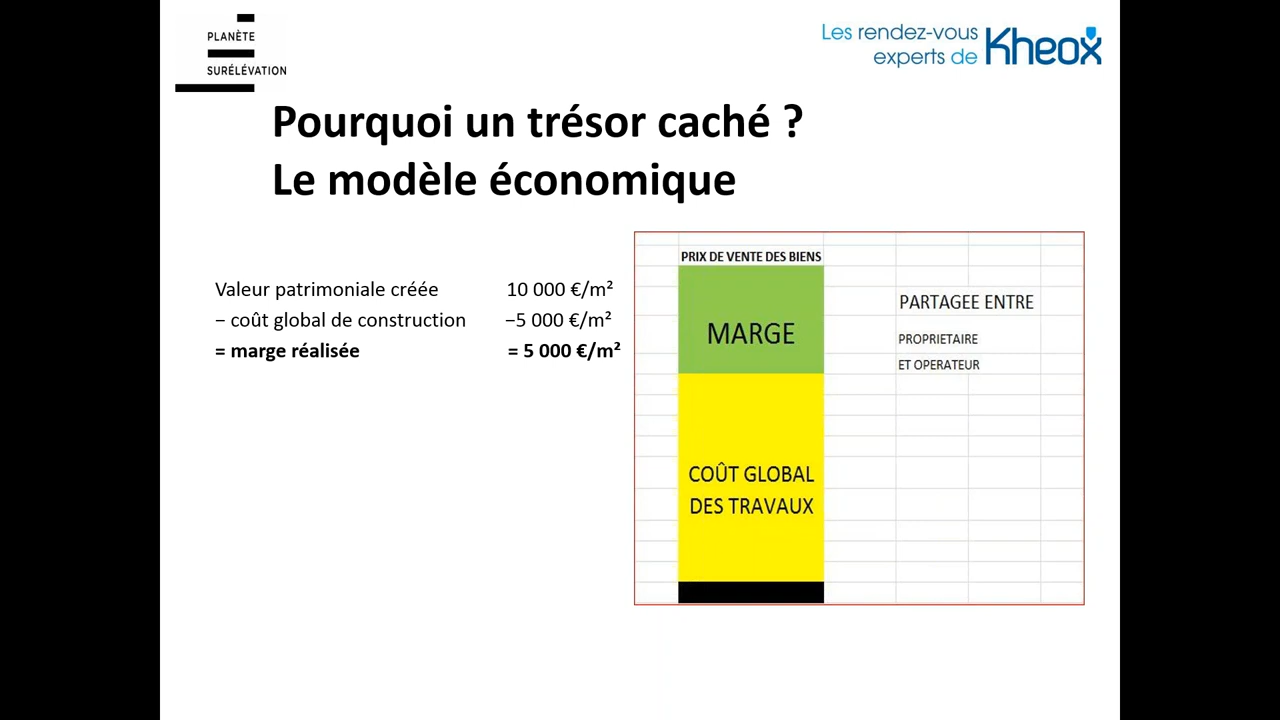 PLANÈTE
SURÉLÉVATION
Les rendez-vous
experts de Kheox
Pourquoi un trésor caché ?
Le modèle économique
Valeur patrimoniale créée 10 000 €/m²
− coût global de construction −5 000 €/m²
= marge réalisée = 5 000 €/m²
PRIX DE VENTE DES BIENS
MARGE
PARTAGEE ENTRE
PROPRIETAIRE
ET OPERATEUR
COÛT GLOBAL
DES TRAVAUX